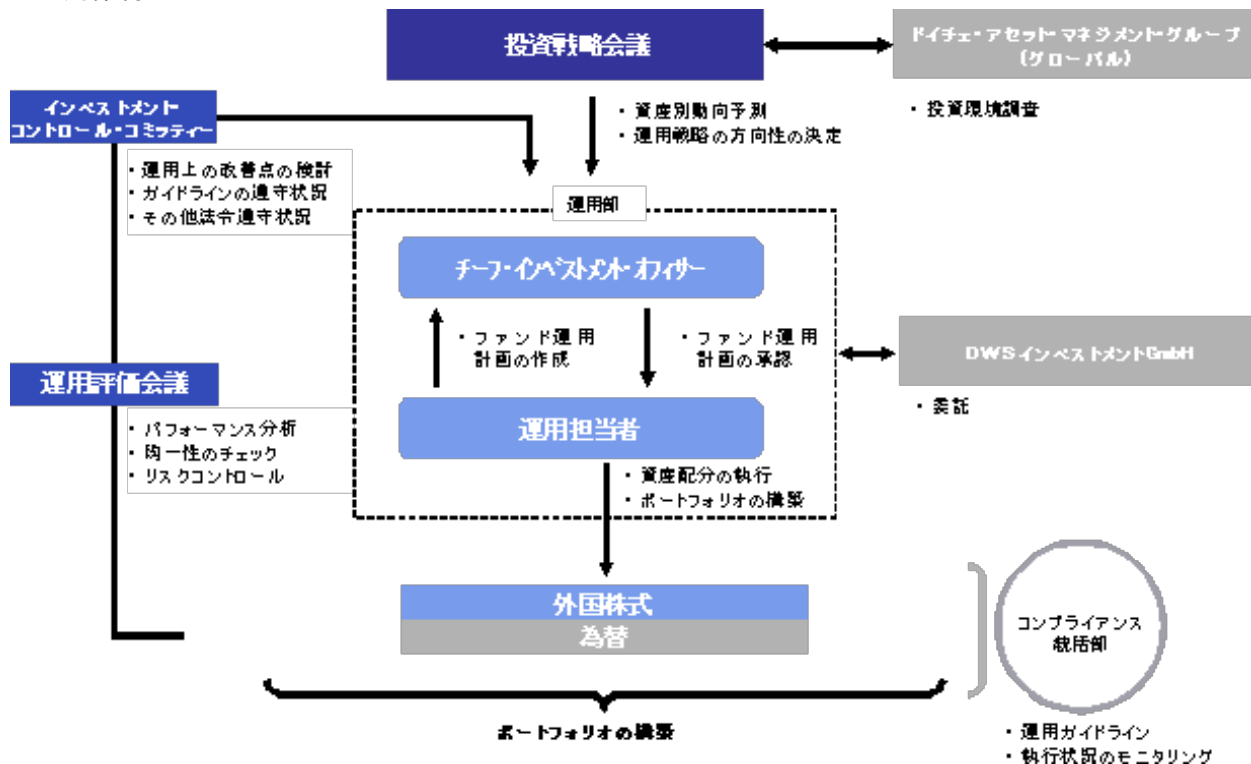 投資戦略会議
ドイチェ・アセット・マネジメント・グループ
(グローバル)
インベストメント
コントロール・コミッティー
・資産別動向予測
・運用戦略の方向性の決定
・投資環境調査
・運用上の改善点の検討
・ガイドラインの遵守状況
・その他法令遵守状況
運用部
チーフ・インベストメント・オフィサー
・ファンド運用
計画の作成
・ファンド運用
計画の承認
DWSインベストメントGmbH
・委託
運用評価会議
・パフォーマンス分析
・均一性のチェック
・リスクコントロール
運用担当者
・資産配分の執行
・ポートフォリオの構築
外国株式
為替
コンプライアンス
統括部
ポートフォリオの構築
・運用ガイドライン
・執行状況のモニタリング